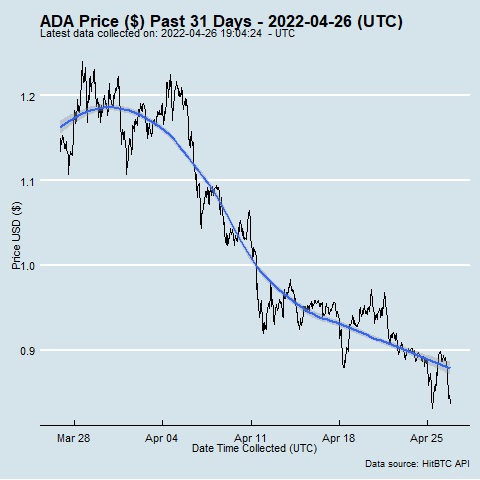 ADA Price ($) Past 31 Days - 2022-04-26 (UTC)
Latest data collected on: 2022-04-26 19:04:24 - UTC
Price USD ($)
1.2
1.1
1.0
0.9
Mar 28 Apr 04 Apr 11 Apr 18 Apr 25
Date Time Collected (UTC)
Data source: HitBTC API